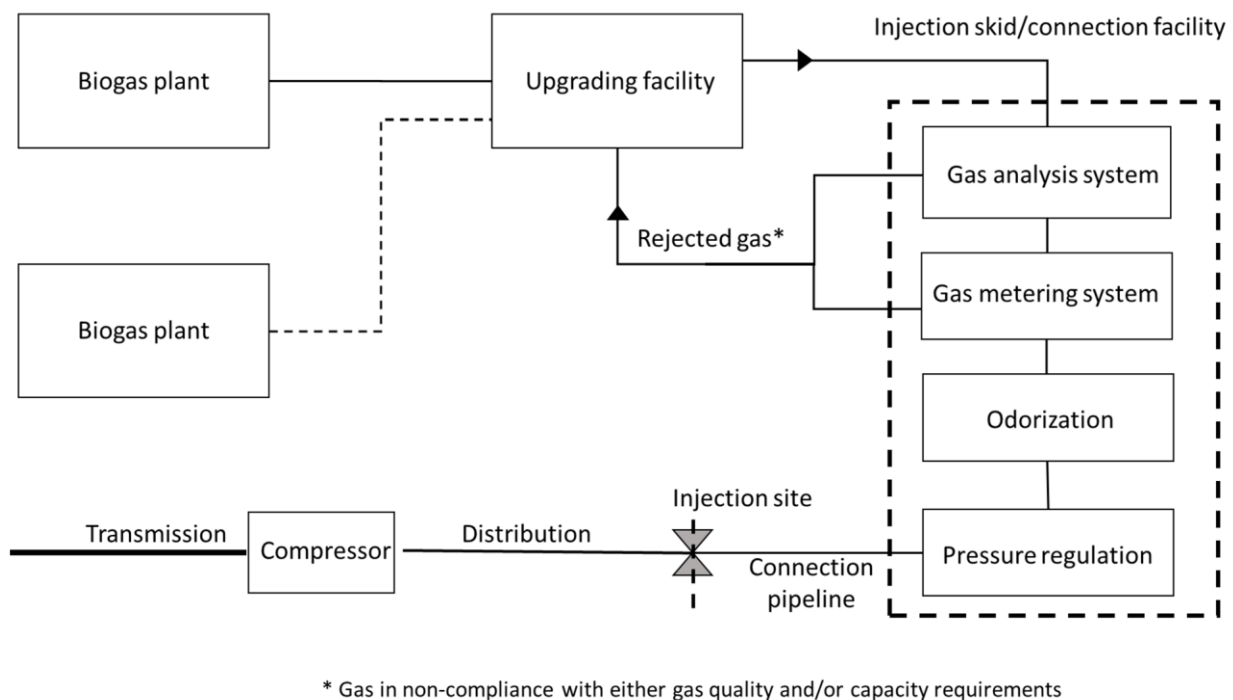 Injection skid/connection facility
Biogas plant
Upgrading facility
Gas analysis system
Rejected gas*
Gas metering system
Biogas plant
Odorization
Injection site
Transmission
Distribution
Compressor
Pressure regulation
Connection
pipeline
* Gas in non-compliance with either gas quality and/or capacity requirements